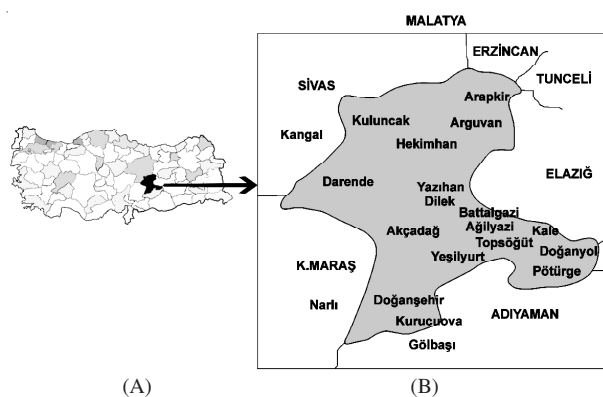 MALATYA
ERZİNCAN
TUNCELİ
SİVAS
Arapkir
Kuluncak
Arguvan
Kangal
Hekimhan
ELAZIĞ
Darende
Yazıhan
Dilek
Battalgazi
Ağilyazi
Kale
Akçadağ
Topsöğüt
Doğanyol
Yeşilyurt
K.MARAŞ
Pötürge
Narlı
Doğanşehir
ADIYAMAN
Kurucuova
Gölbaşı
(A)
(B)